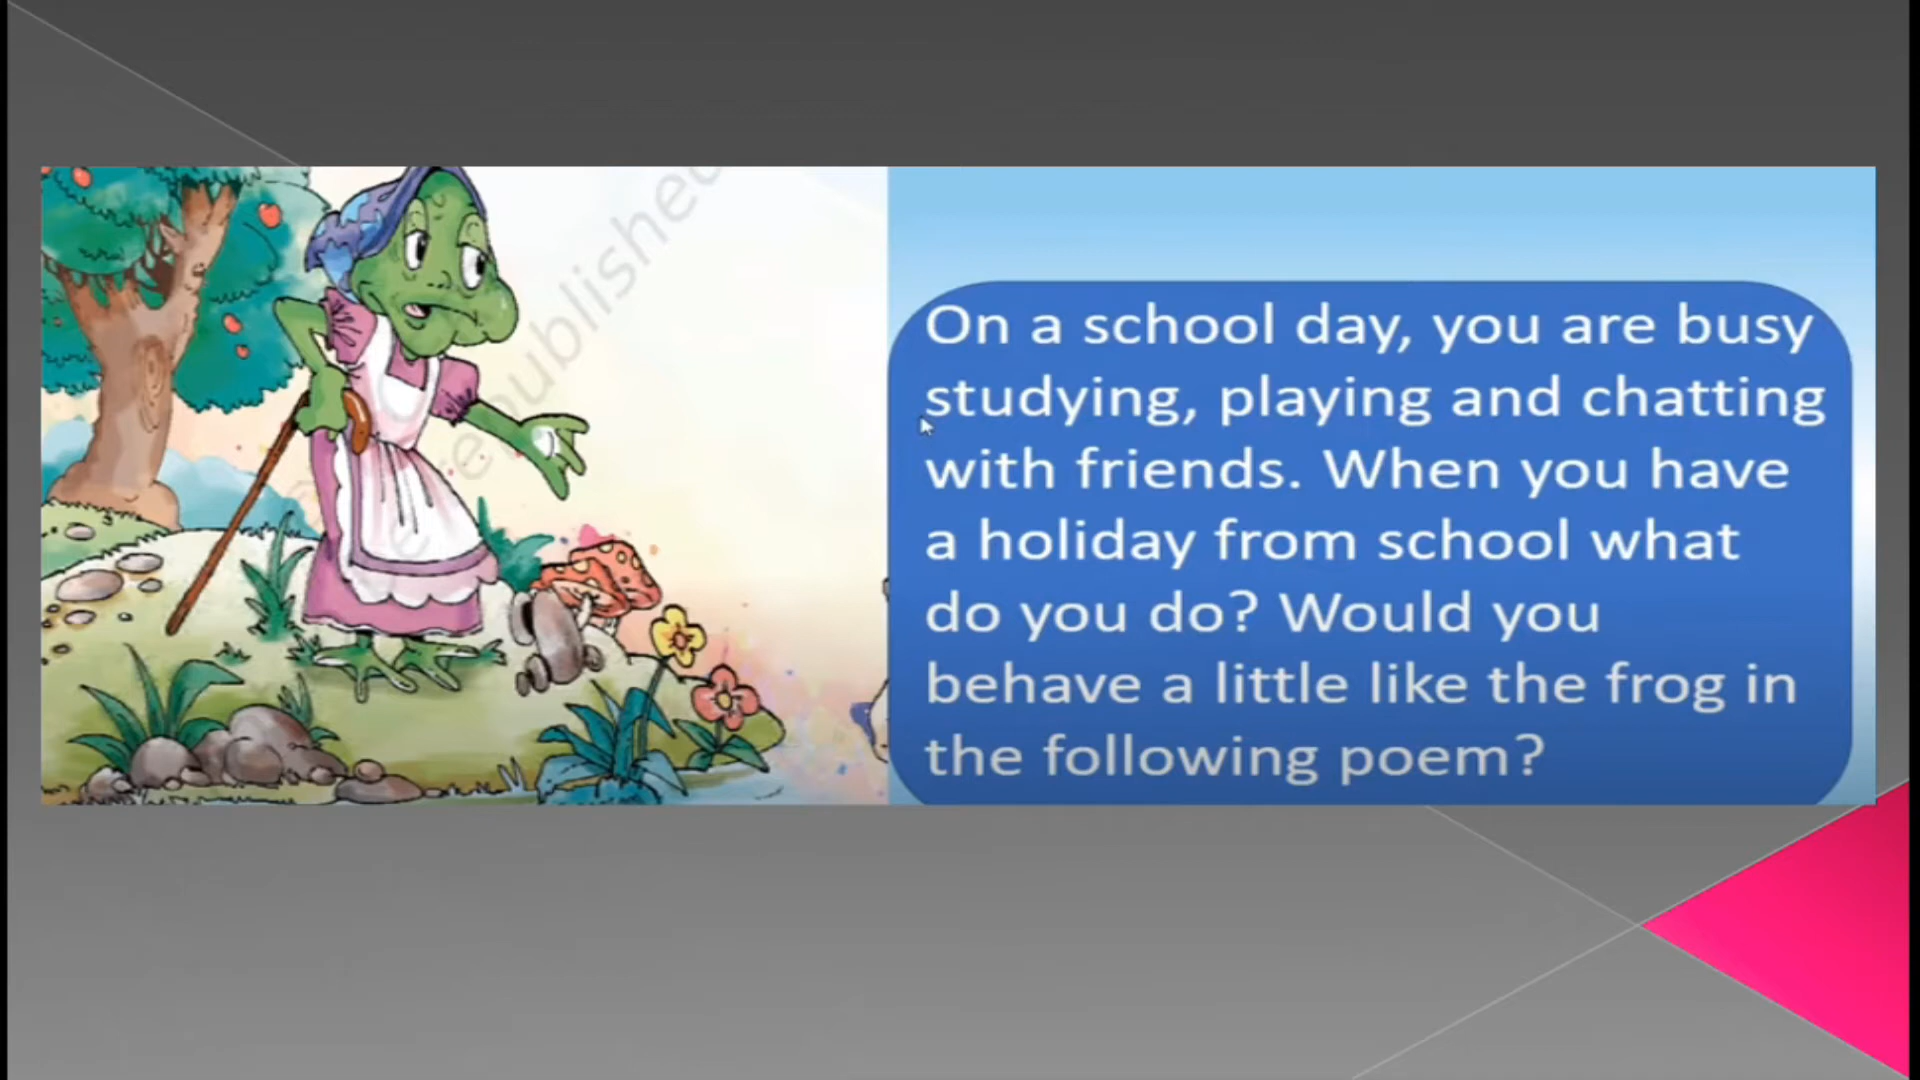 republished
On a school day, you are busy
studying, playing and chatting
with friends. When you have
a holiday from school what
do you do? Would you
behave a little like the frog in
the following poem?